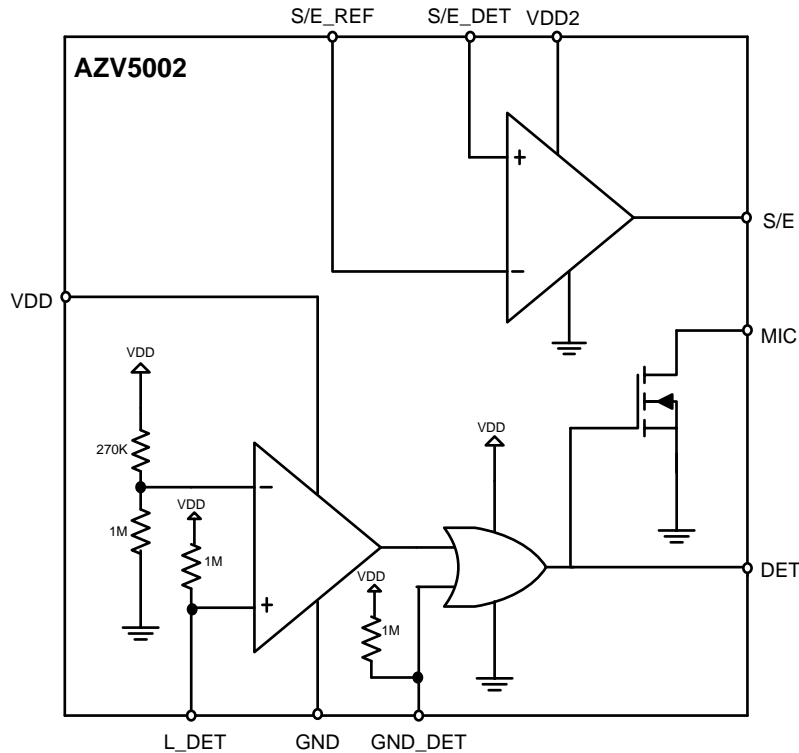 S/E_REF
S/E_DET
VDD2
AZV5002
+
−
S/E
VDD
MIC
VDD
270K
−
1M
VDD
1M
+
VDD
VDD
1M
DET
L_DET
GND
GND_DET